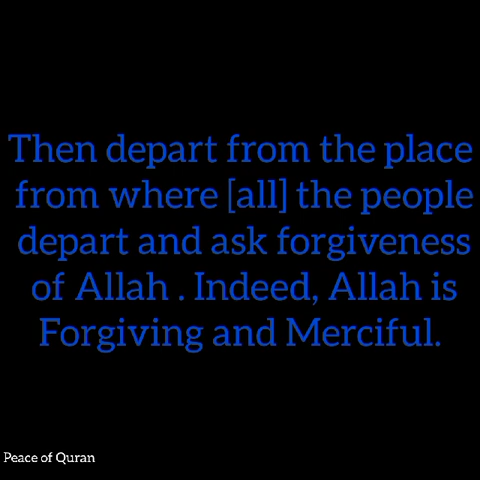 Then depart from the place
from where [all] the people
depart and ask forgiveness
of Allah . Indeed, Allah is
Forgiving and Merciful.
Peace of Quran